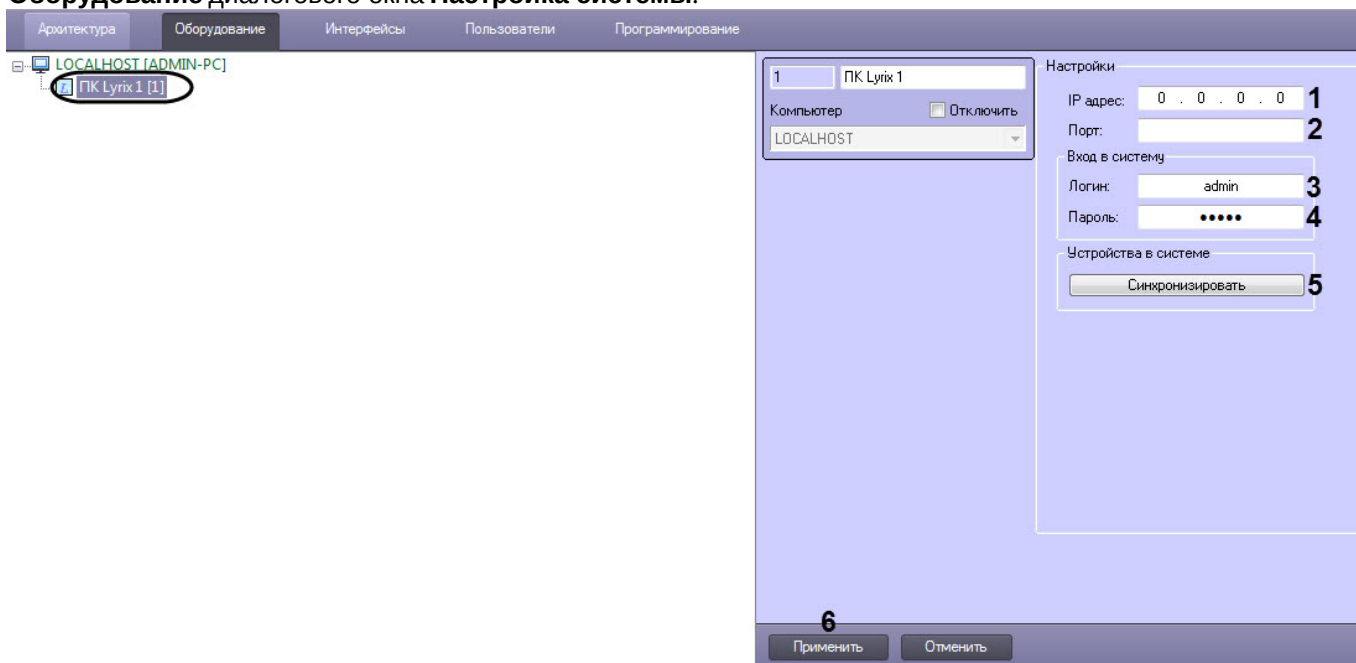 Оборудование диалогового окна Настройка системы.
Архитектура Оборудование Интерфейсы Пользователи Программирование
LOCALHOST [ADMIN-PC]
ПК Lyrix 1 [1]
1 ПК Lyrix 1
Компьютер Отключить
LOCALHOST
Настройки
IP адрес: 0 . 0 . 0 . 0 1
Порт: 2
Вход в систему
Логин: admin 3
Пароль: ••••• 4
Устройства в системе
Синхронизировать 5
6
Применить Отменить